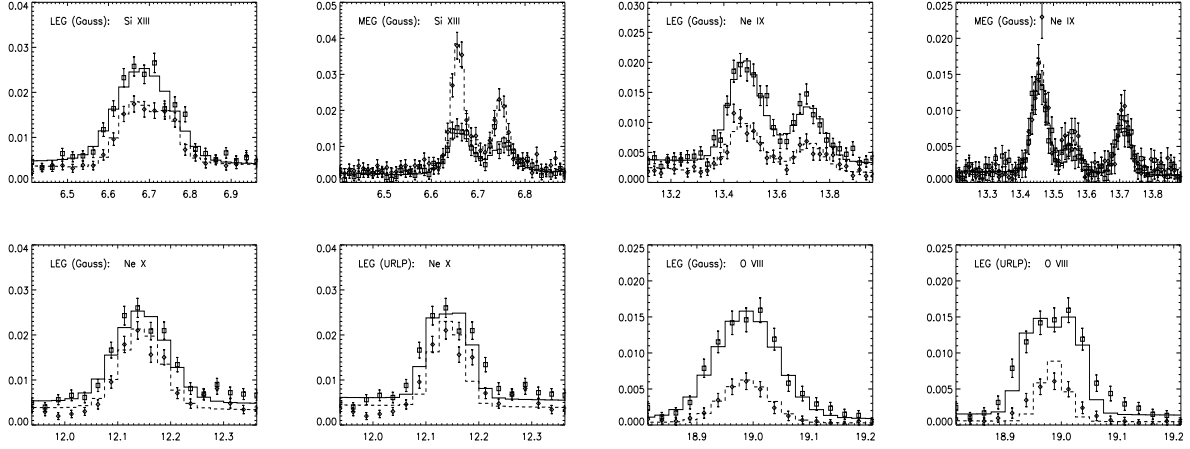 LEG (Gauss): Si XIII
0.04
0.03
0.02
0.01
0.00
6.5 6.6 6.7 6.8 6.9
MEG (Gauss): Si XIII
0.05
0.04
0.03
0.02
0.01
0.00
6.5 6.6 6.7 6.8
LEG (Gauss): Ne IX
0.030
0.025
0.020
0.015
0.010
0.005
0.000
13.2 13.4 13.6 13.8
MEG (Gauss): Ne IX
0.025
0.020
0.015
0.010
0.005
0.000
13.3 13.4 13.5 13.6 13.7 13.8
LEG (Gauss): Ne X
0.04
0.03
0.02
0.01
0.00
12.0 12.1 12.2 12.3
LEG (URLP): Ne X
0.04
0.03
0.02
0.01
0.00
12.0 12.1 12.2 12.3
LEG (Gauss): O VIII
0.025
0.020
0.015
0.010
0.005
0.000
18.9 19.0 19.1 19.2
LEG (URLP): O VIII
0.025
0.020
0.015
0.010
0.005
0.000
18.9 19.0 19.1 19.2